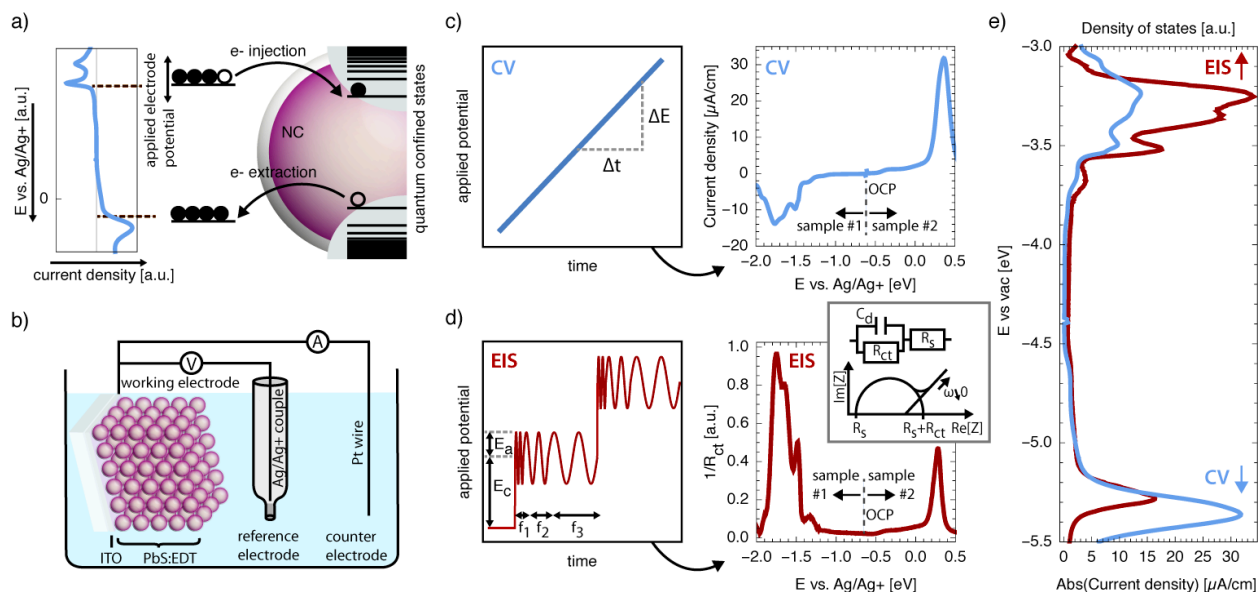 a)
E vs. Ag/Ag+ [a.u.]
0
current density [a.u.]
applied electrode
potential
e- injection
NC
e- extraction
quantum confined states
b)
A
V
working electrode
Ag/Ag+ couple
Pt wire
ITO
PbS:EDT
reference
electrode
counter
electrode
c)
CV
applied potential
ΔE
Δt
time
CV
Current density [µA/cm]
30
20
10
0
-10
-20
OCP
sample #1
sample #2
-2.0
-1.5
-1.0
-0.5
0.0
0.5
E vs. Ag/Ag+ [eV]
d)
EIS
applied potential
Ea
Ec
f1
f2
f3
time
EIS
1/Rct [a.u.]
1.0
0.8
0.6
0.4
0.2
0.0
sample
#1
sample
#2
OCP
-2.0
-1.5
-1.0
-0.5
0.0
0.5
E vs. Ag/Ag+ [eV]
Cd
Rct
Rs
Im[Z]
ω↘0
Rs
Rs+Rct
Re[Z]
e)
Density of states [a.u.]
EIS
E vs vac [eV]
-3.0
-3.5
-4.0
-4.5
-5.0
-5.5
CV
0
5
10
15
20
25
30
Abs(Current density) [µA/cm]